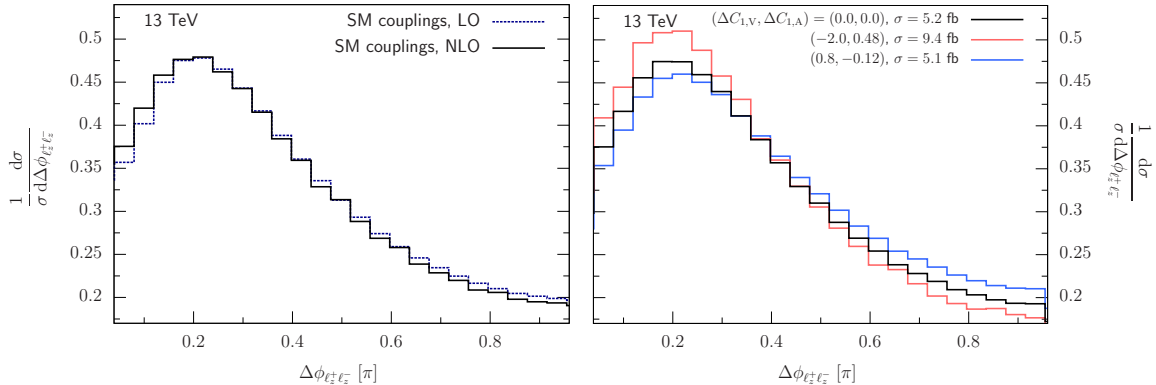 13 TeV
SM couplings, LO
SM couplings, NLO
0.5
0.45
0.4
0.35
0.3
0.25
0.2
0.2 0.4 0.6 0.8
1/σ dσ/dΔϕ_{ℓ_z^+ℓ_z^-}
Δϕ_{ℓ_z^+ℓ_z^-} [π]
13 TeV
(ΔC_{1,V}, ΔC_{1,A}) = (0.0, 0.0), σ = 5.2 fb
(−2.0, 0.48), σ = 9.4 fb
(0.8, −0.12), σ = 5.1 fb
0.5
0.45
0.4
0.35
0.3
0.25
0.2
0.2 0.4 0.6 0.8
1/σ dσ/dΔϕ_{ℓ_z^+ℓ_z^-}
Δϕ_{ℓ_z^+ℓ_z^-} [π]